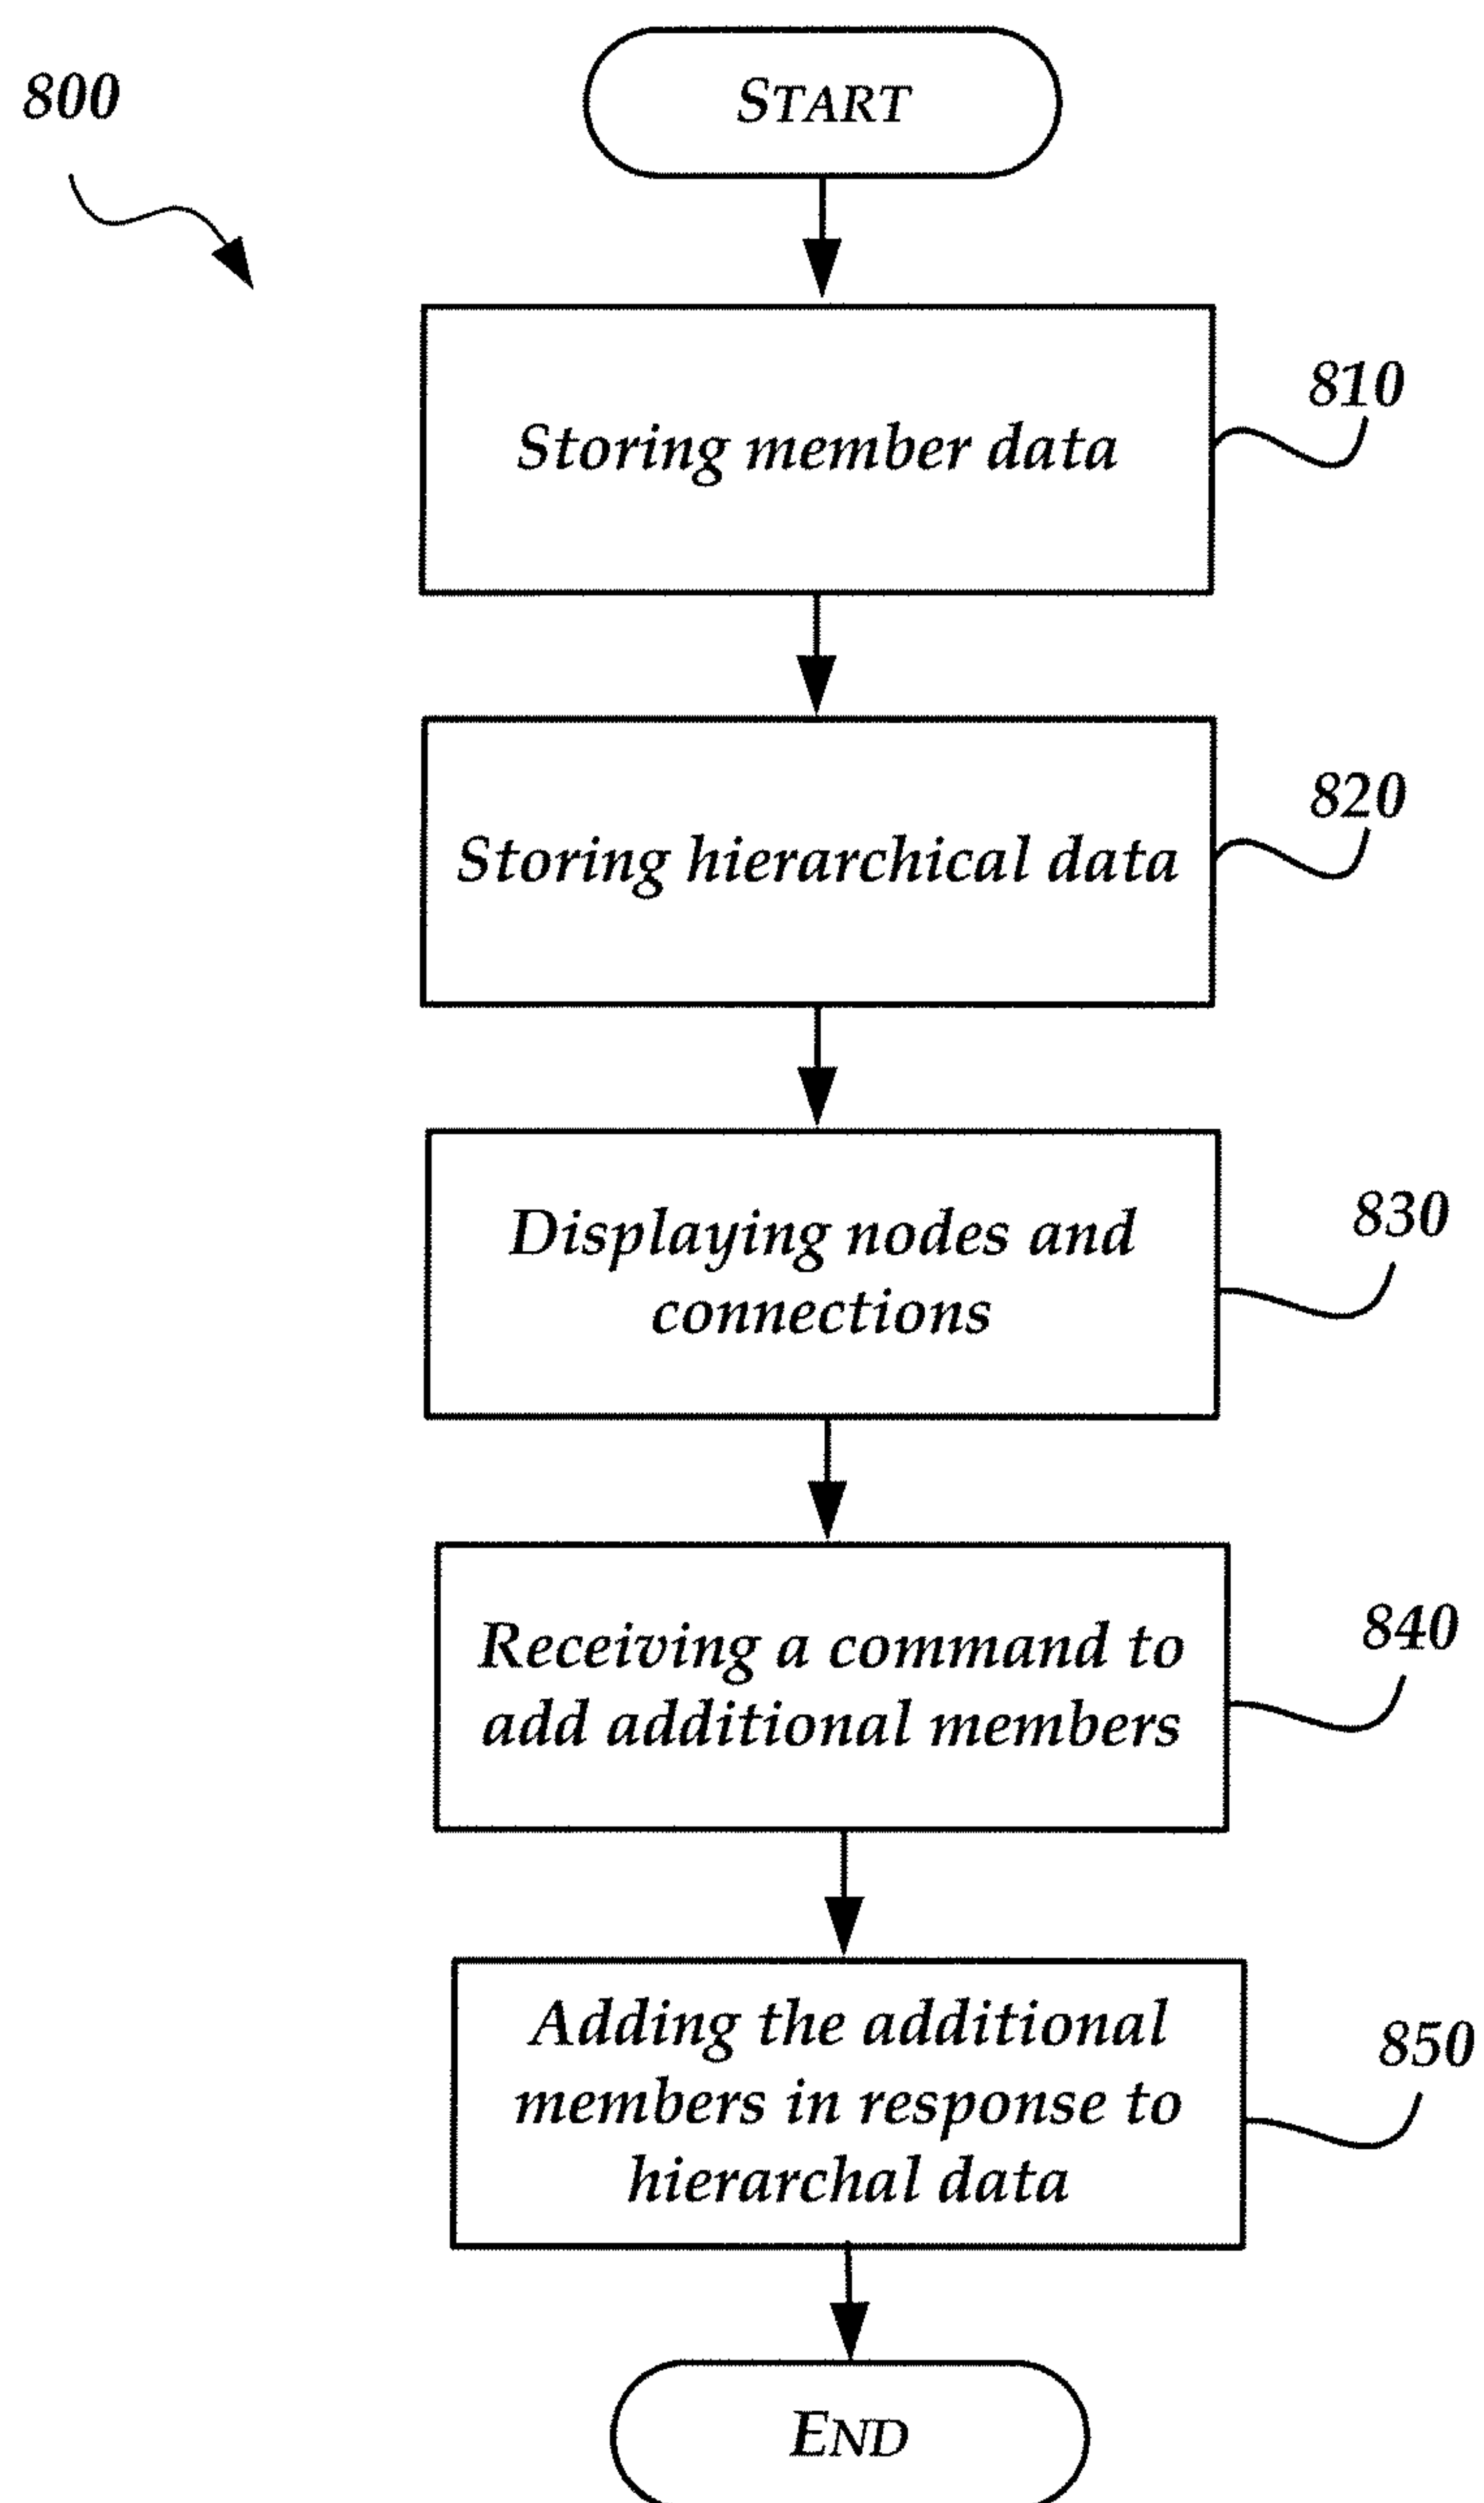 800
START
Storing member data
810
Storing hierarchical data
820
Displaying nodes and
connections
830
Receiving a command to
add additional members
840
Adding the additional
members in response to
hierarchal data
850
END